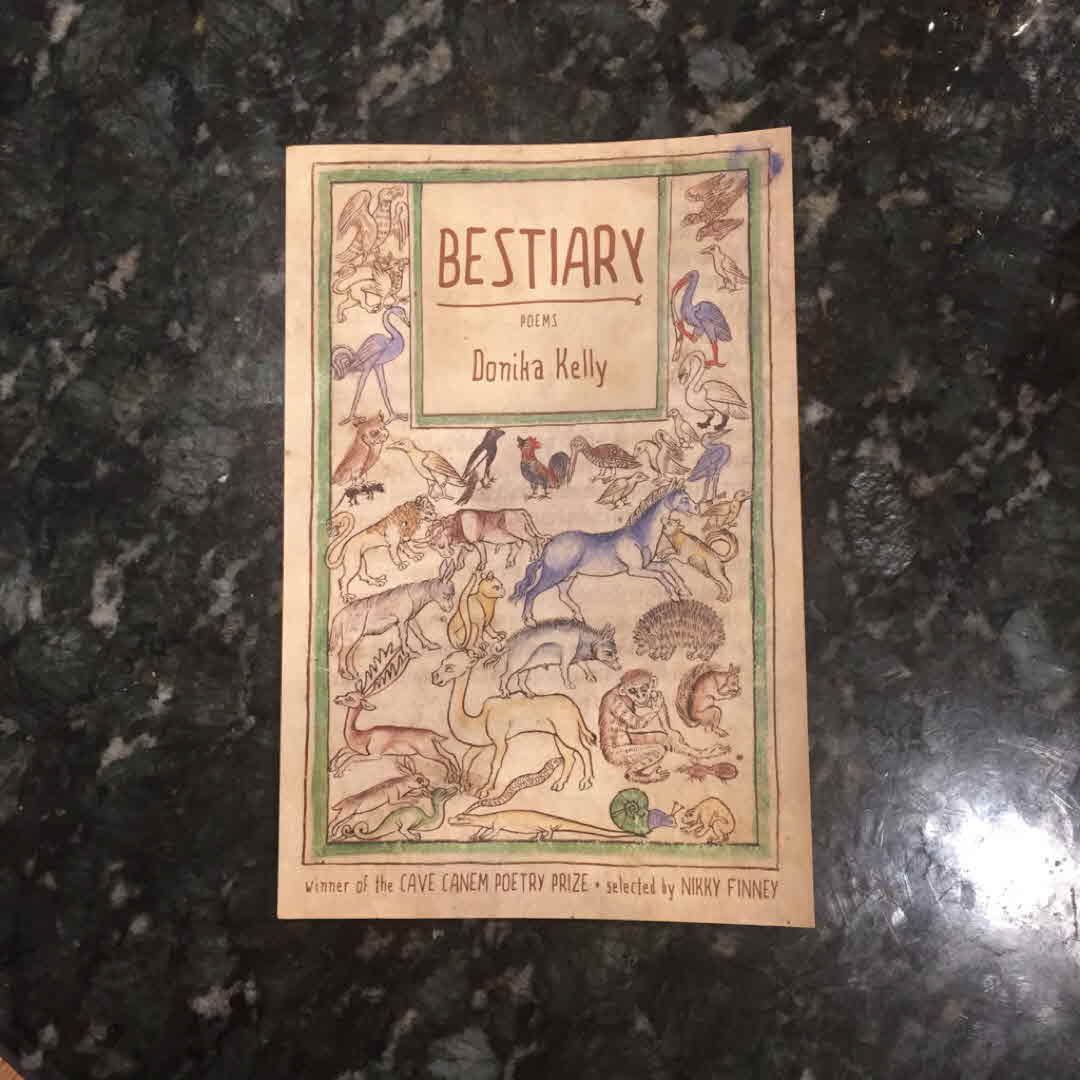 BESTIARY
POEMS
Donika Kelly
winner of the CAVE CANEM POETRY PRIZE • selected by NIKKY FINNEY